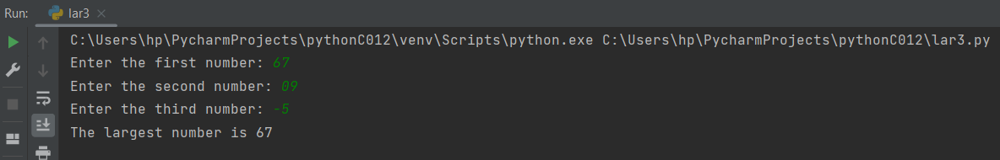 Run: lar3
C:\Users\hp\PycharmProjects\pythonC012\venv\Scripts\python.exe C:\Users\hp\PycharmProjects\pythonC012\lar3.py
Enter the first number: 67
Enter the second number: 09
Enter the third number: -5
The largest number is 67